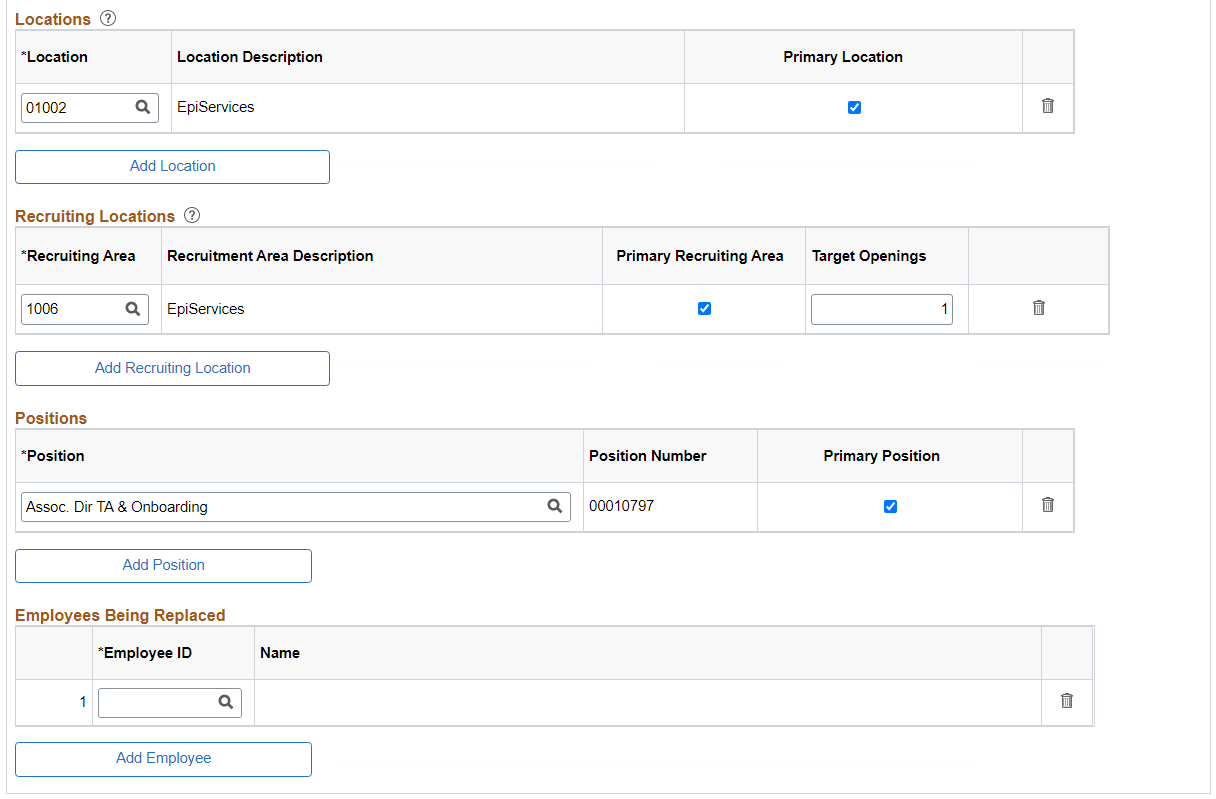 Locations ?
*Location Location Description Primary Location
01002 EpiServices
Add Location
Recruiting Locations ?
*Recruiting Area Recruitment Area Description Primary Recruiting Area Target Openings
1006 EpiServices 1
Add Recruiting Location
Positions
*Position Position Number Primary Position
Assoc. Dir TA & Onboarding 00010797
Add Position
Employees Being Replaced
*Employee ID Name
1
Add Employee